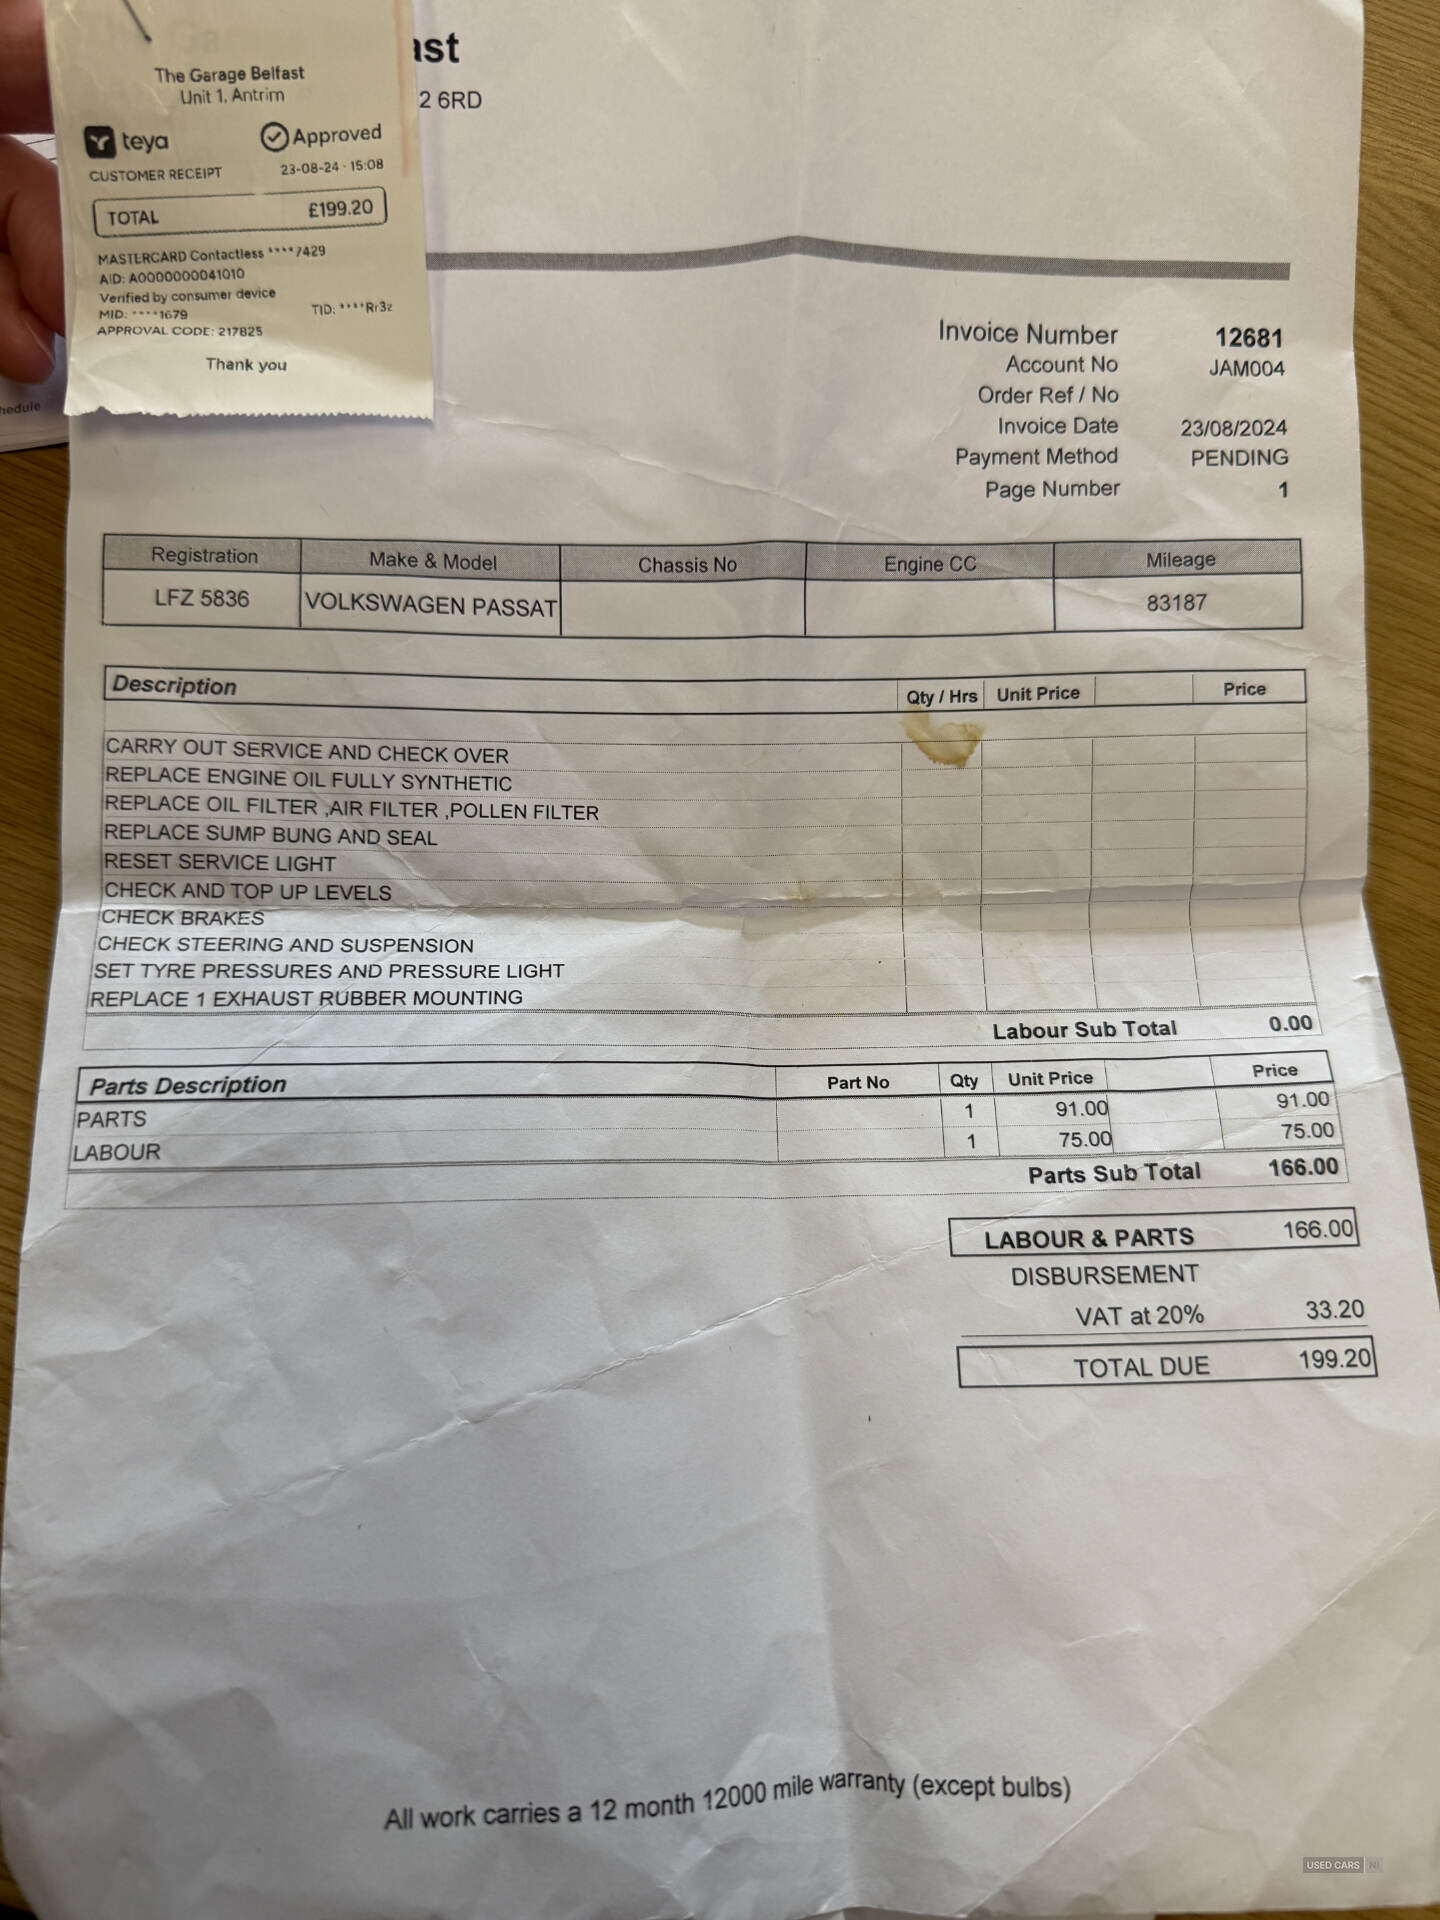 ast
2 6RD
The Garage Belfast
Unit 1, Antrim
teya Approved
CUSTOMER RECEIPT 23-08-24 · 15:08
TOTAL £199.20
MASTERCARD Contactless ****7429
AID: A0000000041010
Verified by consumer device
MID: ****1679 TID: ****Rr3z
APPROVAL CODE: 217825
Thank you
hedule
Invoice Number 12681
Account No JAM004
Order Ref / No
Invoice Date 23/08/2024
Payment Method PENDING
Page Number 1
Registration Make & Model Chassis No Engine CC Mileage
LFZ 5836 VOLKSWAGEN PASSAT 83187
Description Qty / Hrs Unit Price Price
CARRY OUT SERVICE AND CHECK OVER
REPLACE ENGINE OIL FULLY SYNTHETIC
REPLACE OIL FILTER ,AIR FILTER ,POLLEN FILTER
REPLACE SUMP BUNG AND SEAL
RESET SERVICE LIGHT
CHECK AND TOP UP LEVELS
CHECK BRAKES
CHECK STEERING AND SUSPENSION
SET TYRE PRESSURES AND PRESSURE LIGHT
REPLACE 1 EXHAUST RUBBER MOUNTING
Labour Sub Total 0.00
Parts Description Part No Qty Unit Price Price
PARTS 1 91.00 91.00
LABOUR 1 75.00 75.00
Parts Sub Total 166.00
LABOUR & PARTS 166.00
DISBURSEMENT
VAT at 20% 33.20
TOTAL DUE 199.20
All work carries a 12 month 12000 mile warranty (except bulbs)
USED CARS NI